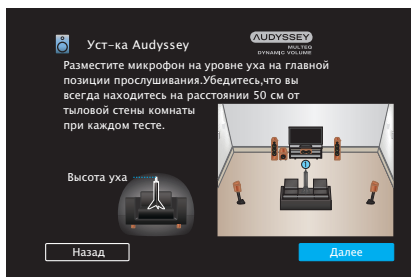 Уст-ка Audyssey
AUDYSSEY
MULTEQ
DYNAMIC VOLUME
Разместите микрофон на уровне уха на главной
позиции прослушивания.Убедитесь,что вы
всегда находитесь на расстоянии 50 см от
тыловой стены комнаты
при каждом тесте.
1
Высота уха
Назад
Далее